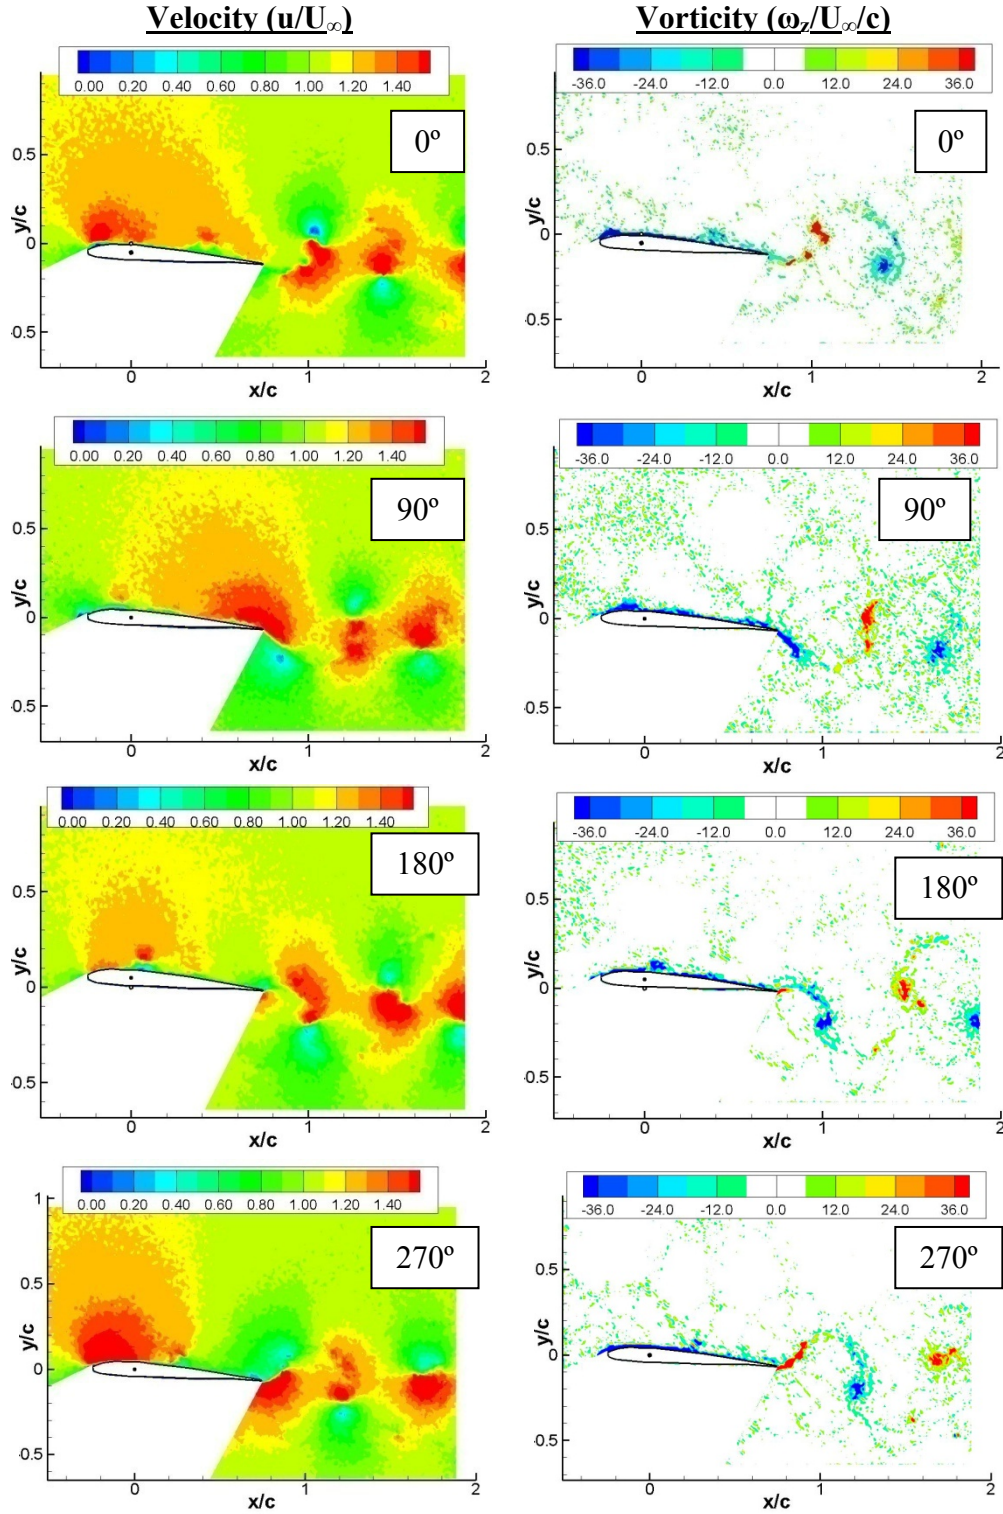 Velocity (u/U∞) Vorticity (ωz/U∞/c)
0.00 0.20 0.40 0.60 0.80 1.00 1.20 1.40
-36.0 -24.0 -12.0 0.0 12.0 24.0 36.0
0º 0º
0.5 0.5
y/c y/c
0 0
-0.5 -0.5
0 1 2 0 1 2
x/c x/c
0.00 0.20 0.40 0.60 0.80 1.00 1.20 1.40
-36.0 -24.0 -12.0 0.0 12.0 24.0 36.0
90º 90º
0.5 0.5
y/c y/c
0 0
-0.5 -0.5
0 1 2 0 1 2
x/c x/c
0.00 0.20 0.40 0.60 0.80 1.00 1.20 1.40
-36.0 -24.0 -12.0 0.0 12.0 24.0 36.0
180º 180º
0.5 0.5
y/c y/c
0 0
-0.5 -0.5
0 1 2 0 1 2
x/c x/c
0.00 0.20 0.40 0.60 0.80 1.00 1.20 1.40
-36.0 -24.0 -12.0 0.0 12.0 24.0 36.0
1
270º 270º
0.5 0.5
y/c y/c
0 0
-0.5 -0.5
0 1 2 0 1 2
x/c x/c